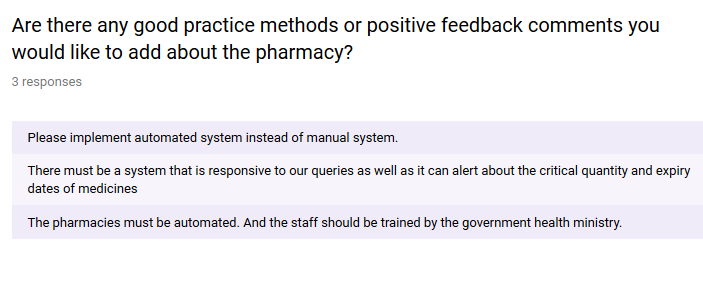 Are there any good practice methods or positive feedback comments you
would like to add about the pharmacy?
3 responses
Please implement automated system instead of manual system.
There must be a system that is responsive to our queries as well as it can alert about the critical quantity and expiry
dates of medicines
The pharmacies must be automated. And the staff should be trained by the government health ministry.